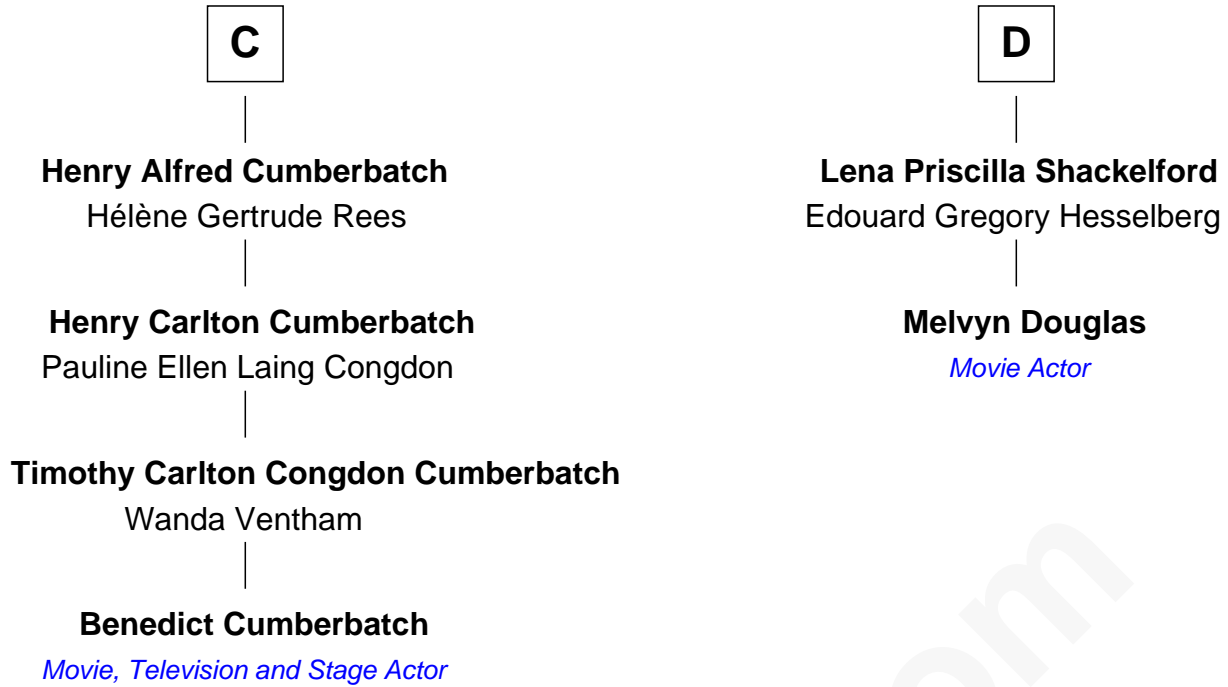 C
Henry Alfred Cumberbatch
Hélène Gertrude Rees
Henry Carlton Cumberbatch
Pauline Ellen Laing Congdon
Timothy Carlton Congdon Cumberbatch
Wanda Ventham
Benedict Cumberbatch
Movie, Television and Stage Actor
D
Lena Priscilla Shackelford
Edouard Gregory Hesselberg
Melvyn Douglas
Movie Actor
om